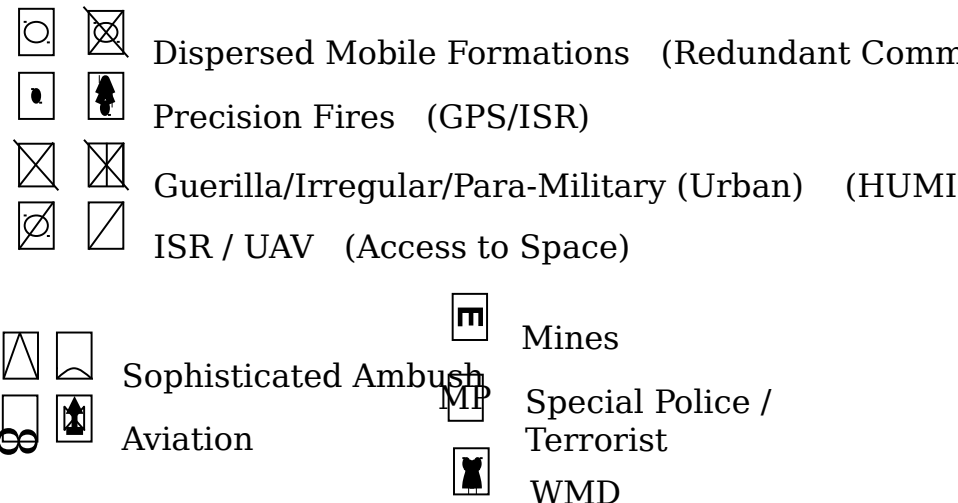 Dispersed Mobile Formations (Redundant Comm
Precision Fires (GPS/ISR)
Guerilla/Irregular/Para-Military (Urban) (HUMI
ISR / UAV (Access to Space)
Mines
Sophisticated Ambush
MP
Special Police /
Terrorist
Aviation
WMD